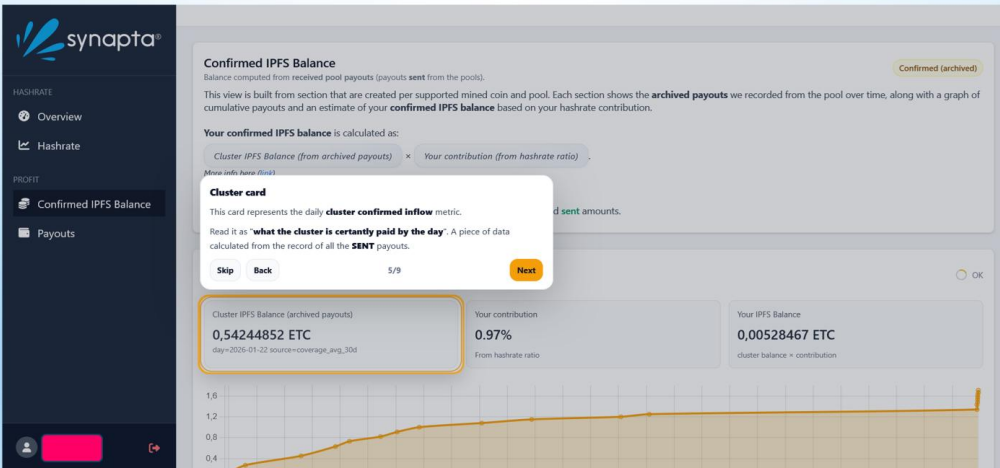 synapta®
HASHRATE
Overview
Hashrate
PROFIT
Confirmed IPFS Balance
Payouts
Confirmed IPFS Balance
Confirmed (archived)
Balance computed from received pool payouts (payouts sent from the pools).
This view is built from section that are created per supported mined coin and pool. Each section shows the archived payouts we recorded from the pool over time, along with a graph of
cumulative payouts and an estimate of your confirmed IPFS balance based on your hashrate contribution.
Your confirmed IPFS balance is calculated as:
Cluster IPFS Balance (from archived payouts) × Your contribution (from hashrate ratio) .
More info here (link)
Cluster card
This card represents the daily cluster confirmed inflow metric.
Read it as "what the cluster is certantly paid by the day". A piece of data
calculated from the record of all the SENT payouts.
Skip Back 5/9 Next
d sent amounts.
OK
Cluster IPFS Balance (archived payouts)
0,54244852 ETC
day=2026-01-22 source=coverage_avg_30d
Your contribution
0.97%
From hashrate ratio
Your IPFS Balance
0,00528467 ETC
cluster balance × contribution
1,6
1,2
0,8
0,4